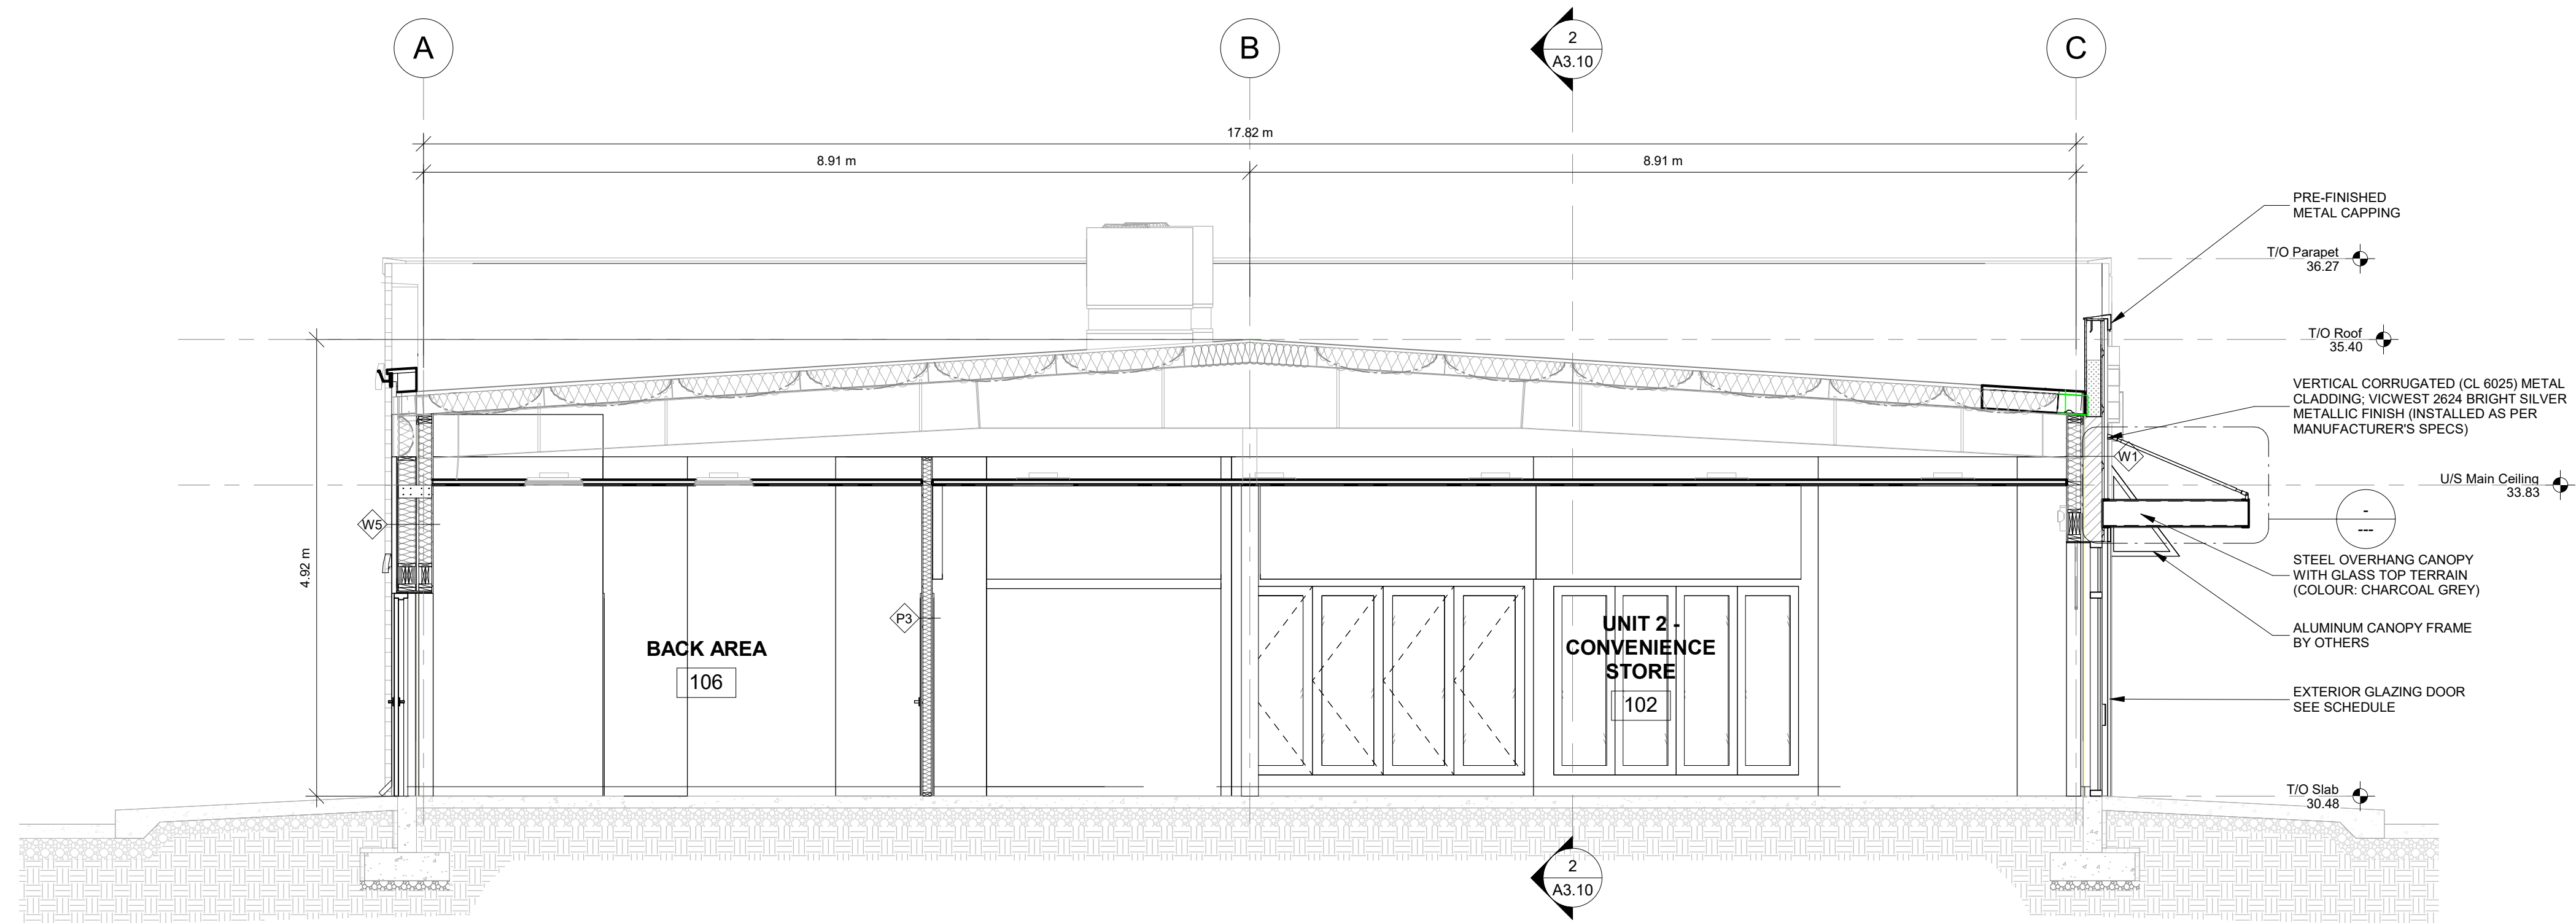 A
B
2
A3.10
C
17.82 m
8.91 m
8.91 m
PRE-FINISHED
METAL CAPPING
T/O Parapet
36.27
T/O Roof
35.40
VERTICAL CORRUGATED (CL 6025) METAL
CLADDING; VICWEST 2624 BRIGHT SILVER
METALLIC FINISH (INSTALLED AS PER
MANUFACTURER'S SPECS)
W1
U/S Main Ceiling
33.83
W5
-
---
4.92 m
STEEL OVERHANG CANOPY
WITH GLASS TOP TERRAIN
(COLOUR: CHARCOAL GREY)
P3
BACK AREA
106
UNIT 2 -
CONVENIENCE
STORE
102
ALUMINUM CANOPY FRAME
BY OTHERS
EXTERIOR GLAZING DOOR
SEE SCHEDULE
T/O Slab
30.48
2
A3.10